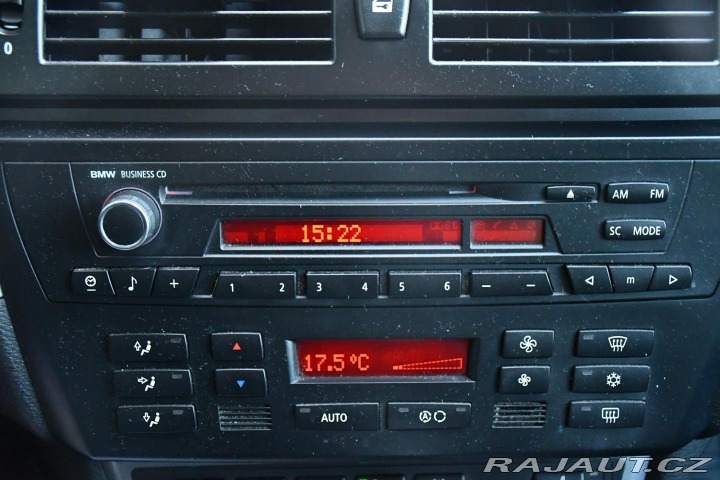 0
BMW BUSINESS CD
AM FM
15:22
SC MODE
1 2 3 4 5 6 − − m
+
17.5°C
AUTO
A
RAJAUT.CZ